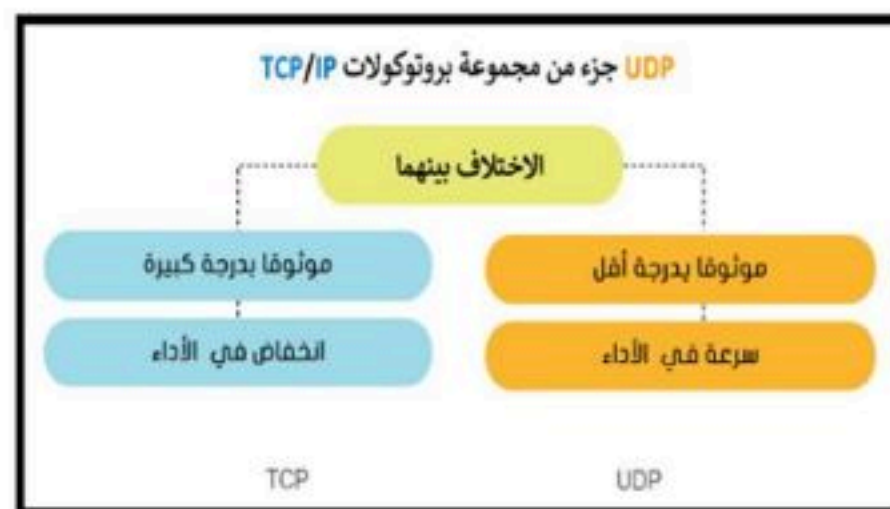 UDP جزء من مجموعة بروتوكولات TCP/IP
الاختلاف بينهما
موثوقا بدرجة أقل
موثوقا بدرجة كبيرة
سرعة في الأداء
انخفاض في الأداء
UDP
TCP